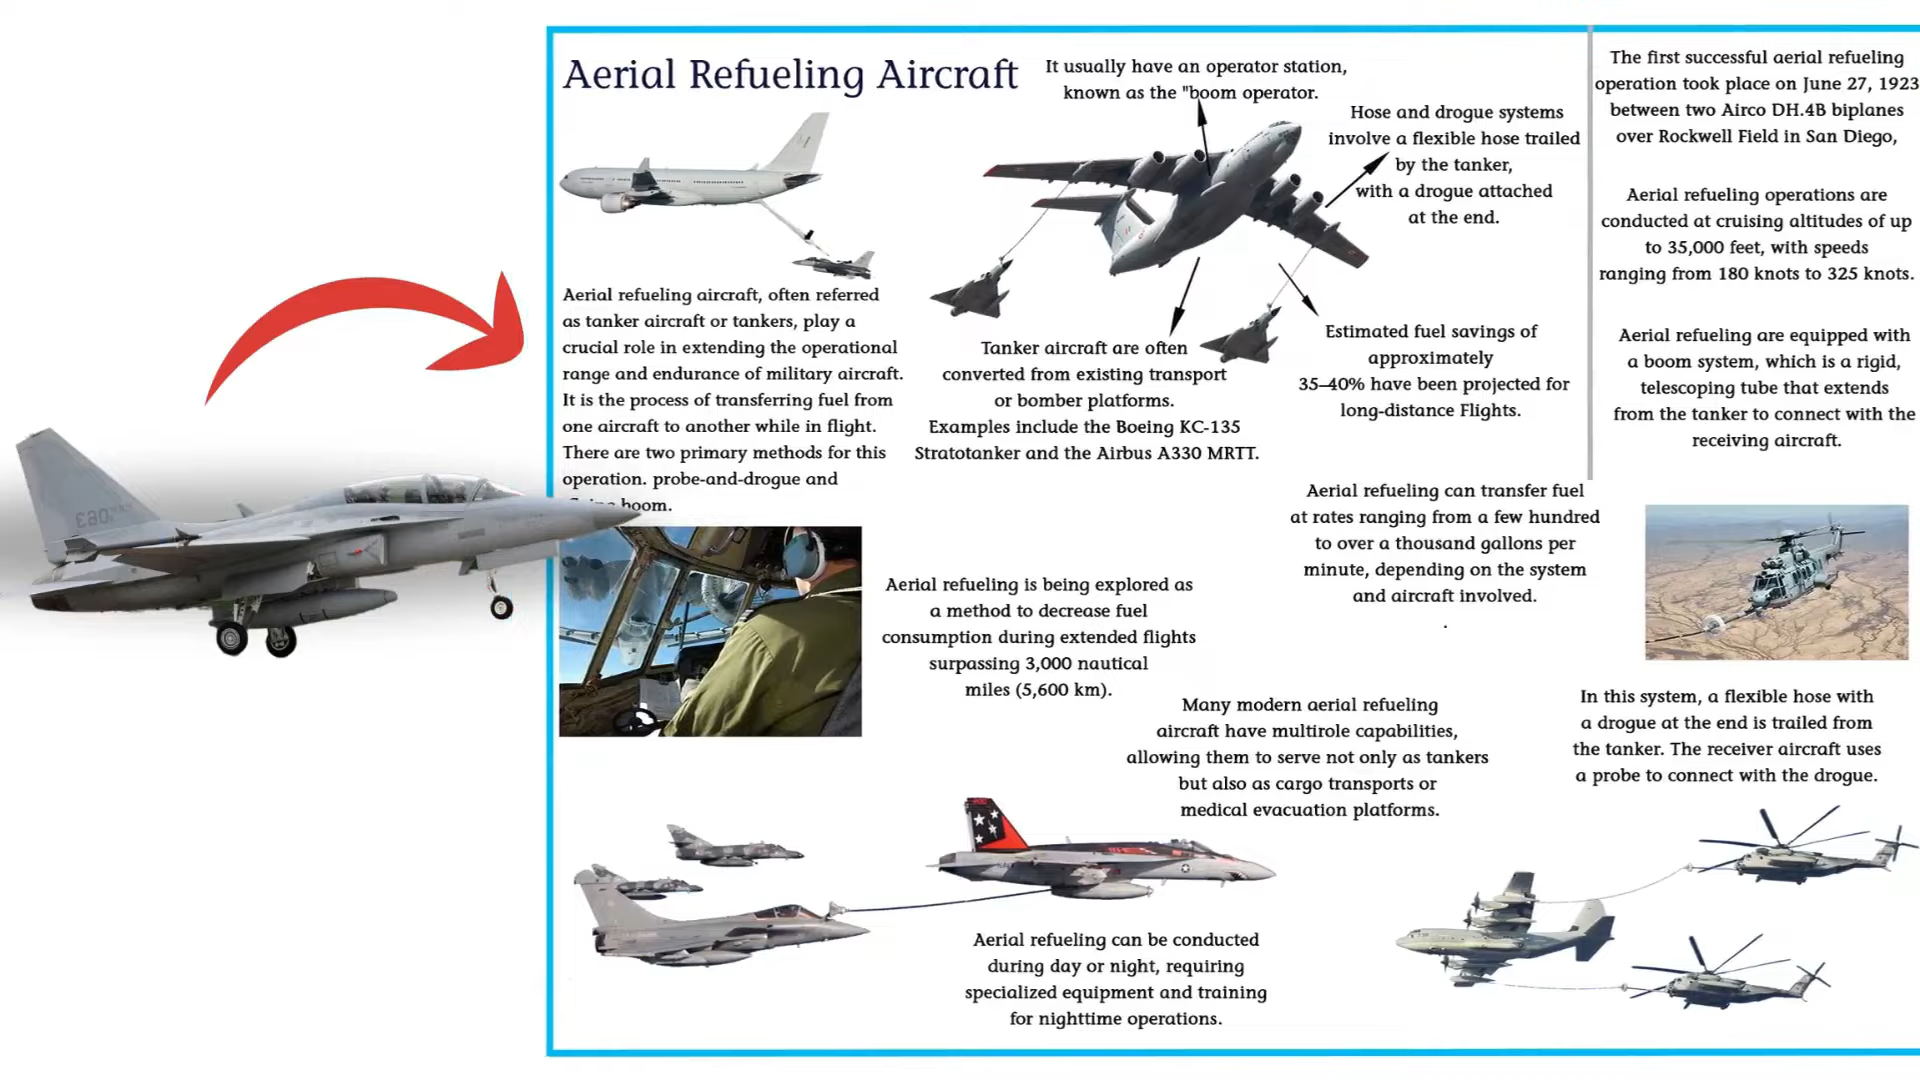 Aerial Refueling Aircraft
Aerial refueling aircraft, often referred
as tanker aircraft or tankers, play a
crucial role in extending the operational
range and endurance of military aircraft.
It is the process of transferring fuel from
one aircraft to another while in flight.
There are two primary methods for this
operation. probe-and-drogue and
boom.
It usually have an operator station,
known as the "boom operator.
Hose and drogue systems
involve a flexible hose trailed
by the tanker,
with a drogue attached
at the end.
Tanker aircraft are often
converted from existing transport
or bomber platforms.
Examples include the Boeing KC-135
Stratotanker and the Airbus A330 MRTT.
Estimated fuel savings of
approximately
35–40% have been projected for
long-distance Flights.
The first successful aerial refueling
operation took place on June 27, 1923
between two Airco DH.4B biplanes
over Rockwell Field in San Diego,
Aerial refueling operations are
conducted at cruising altitudes of up
to 35,000 feet, with speeds
ranging from 180 knots to 325 knots.
Aerial refueling are equipped with
a boom system, which is a rigid,
telescoping tube that extends
from the tanker to connect with the
receiving aircraft.
Aerial refueling can transfer fuel
at rates ranging from a few hundred
to over a thousand gallons per
minute, depending on the system
and aircraft involved.
.
Aerial refueling is being explored as
a method to decrease fuel
consumption during extended flights
surpassing 3,000 nautical
miles (5,600 km).
Many modern aerial refueling
aircraft have multirole capabilities,
allowing them to serve not only as tankers
but also as cargo transports or
medical evacuation platforms.
In this system, a flexible hose with
a drogue at the end is trailed from
the tanker. The receiver aircraft uses
a probe to connect with the drogue.
Aerial refueling can be conducted
during day or night, requiring
specialized equipment and training
for nighttime operations.